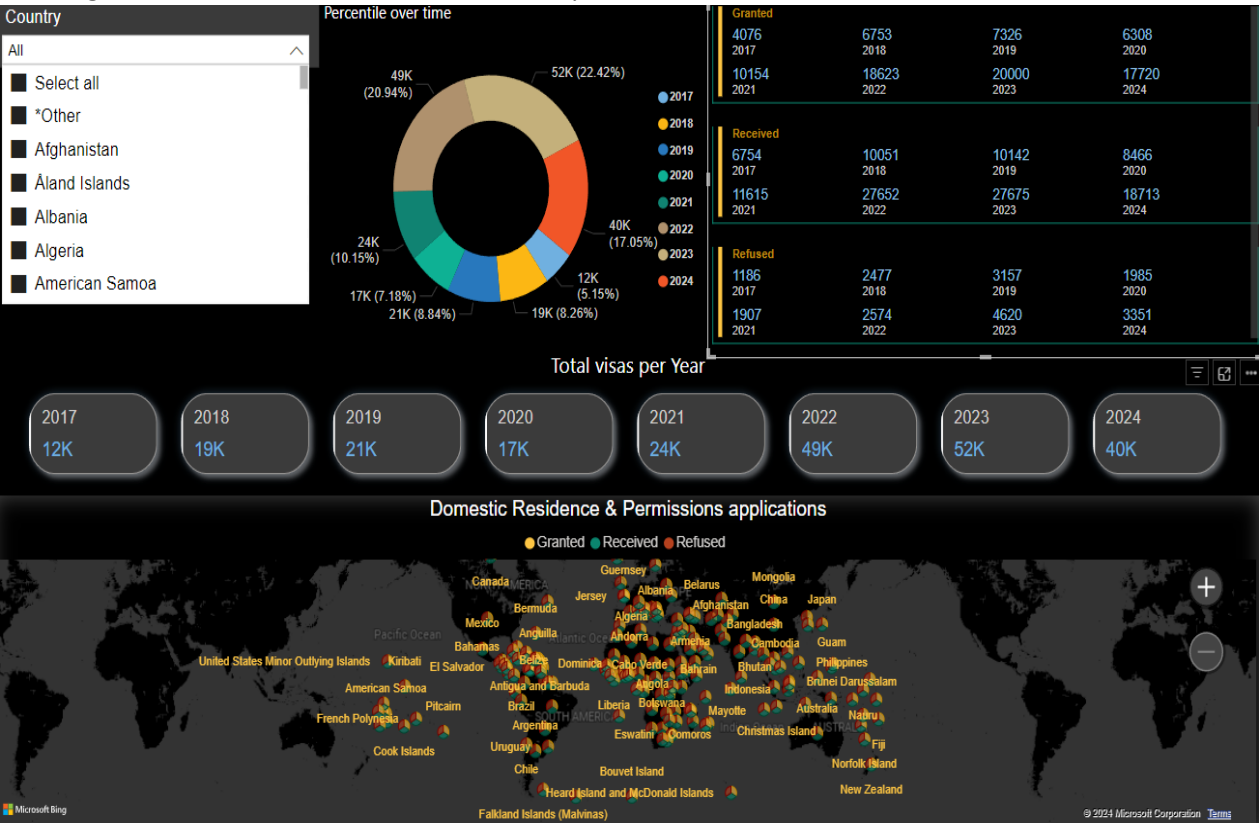 Country
All
Select all
*Other
Afghanistan
Åland Islands
Albania
Algeria
American Samoa
Percentile over time
49K
(20.94%)
52K (22.42%)
40K
(17.05%)
12K
(5.15%)
19K (8.26%)
21K (8.84%)
17K (7.18%)
24K
(10.15%)
2017
2018
2019
2020
2021
2022
2023
2024
Granted
4076 6753 7326 6308
2017 2018 2019 2020
10154 18623 20000 17720
2021 2022 2023 2024
Received
6754 10051 10142 8466
2017 2018 2019 2020
11615 27652 27675 18713
2021 2022 2023 2024
Refused
1186 2477 3157 1985
2017 2018 2019 2020
1907 2574 4620 3351
2021 2022 2023 2024
Total visas per Year
2017 2018 2019 2020 2021 2022 2023 2024
12K 19K 21K 17K 24K 49K 52K 40K
Domestic Residence & Permissions applications
Granted Received Refused
Guernsey
Canada
Albania
Belarus
Mongolia
Jersey
Bermuda
Afghanistan
China
Japan
Mexico
Algeria
Bangladesh
Anguilla
Atlantic
Andorra
Armenia
Pacific Ocean
Bahamas
Cambodia
Guam
United States Minor Outlying Islands
Kiribati
El Salvador
Belize
Dominica
Cabo Verde
Bahrain
Bhutan
Philippines
American Samoa
Antigua and Barbuda
Angola
Indonesia
Brunei Darussalam
Pitcairn
Brazil
Liberia
Botswana
Mayotte
Australia
Nauru
French Polynesia
SOUTH AMERIC
Argentina
Eswatini
Comoros
Christmas Island
Fiji
Cook Islands
Uruguay
Norfolk Island
Chile
Bouvet Island
New Zealand
Heard Island and McDonald Islands
Falkland Islands (Malvinas)
Microsoft Bing
© 2024 Microsoft Corporation Terms